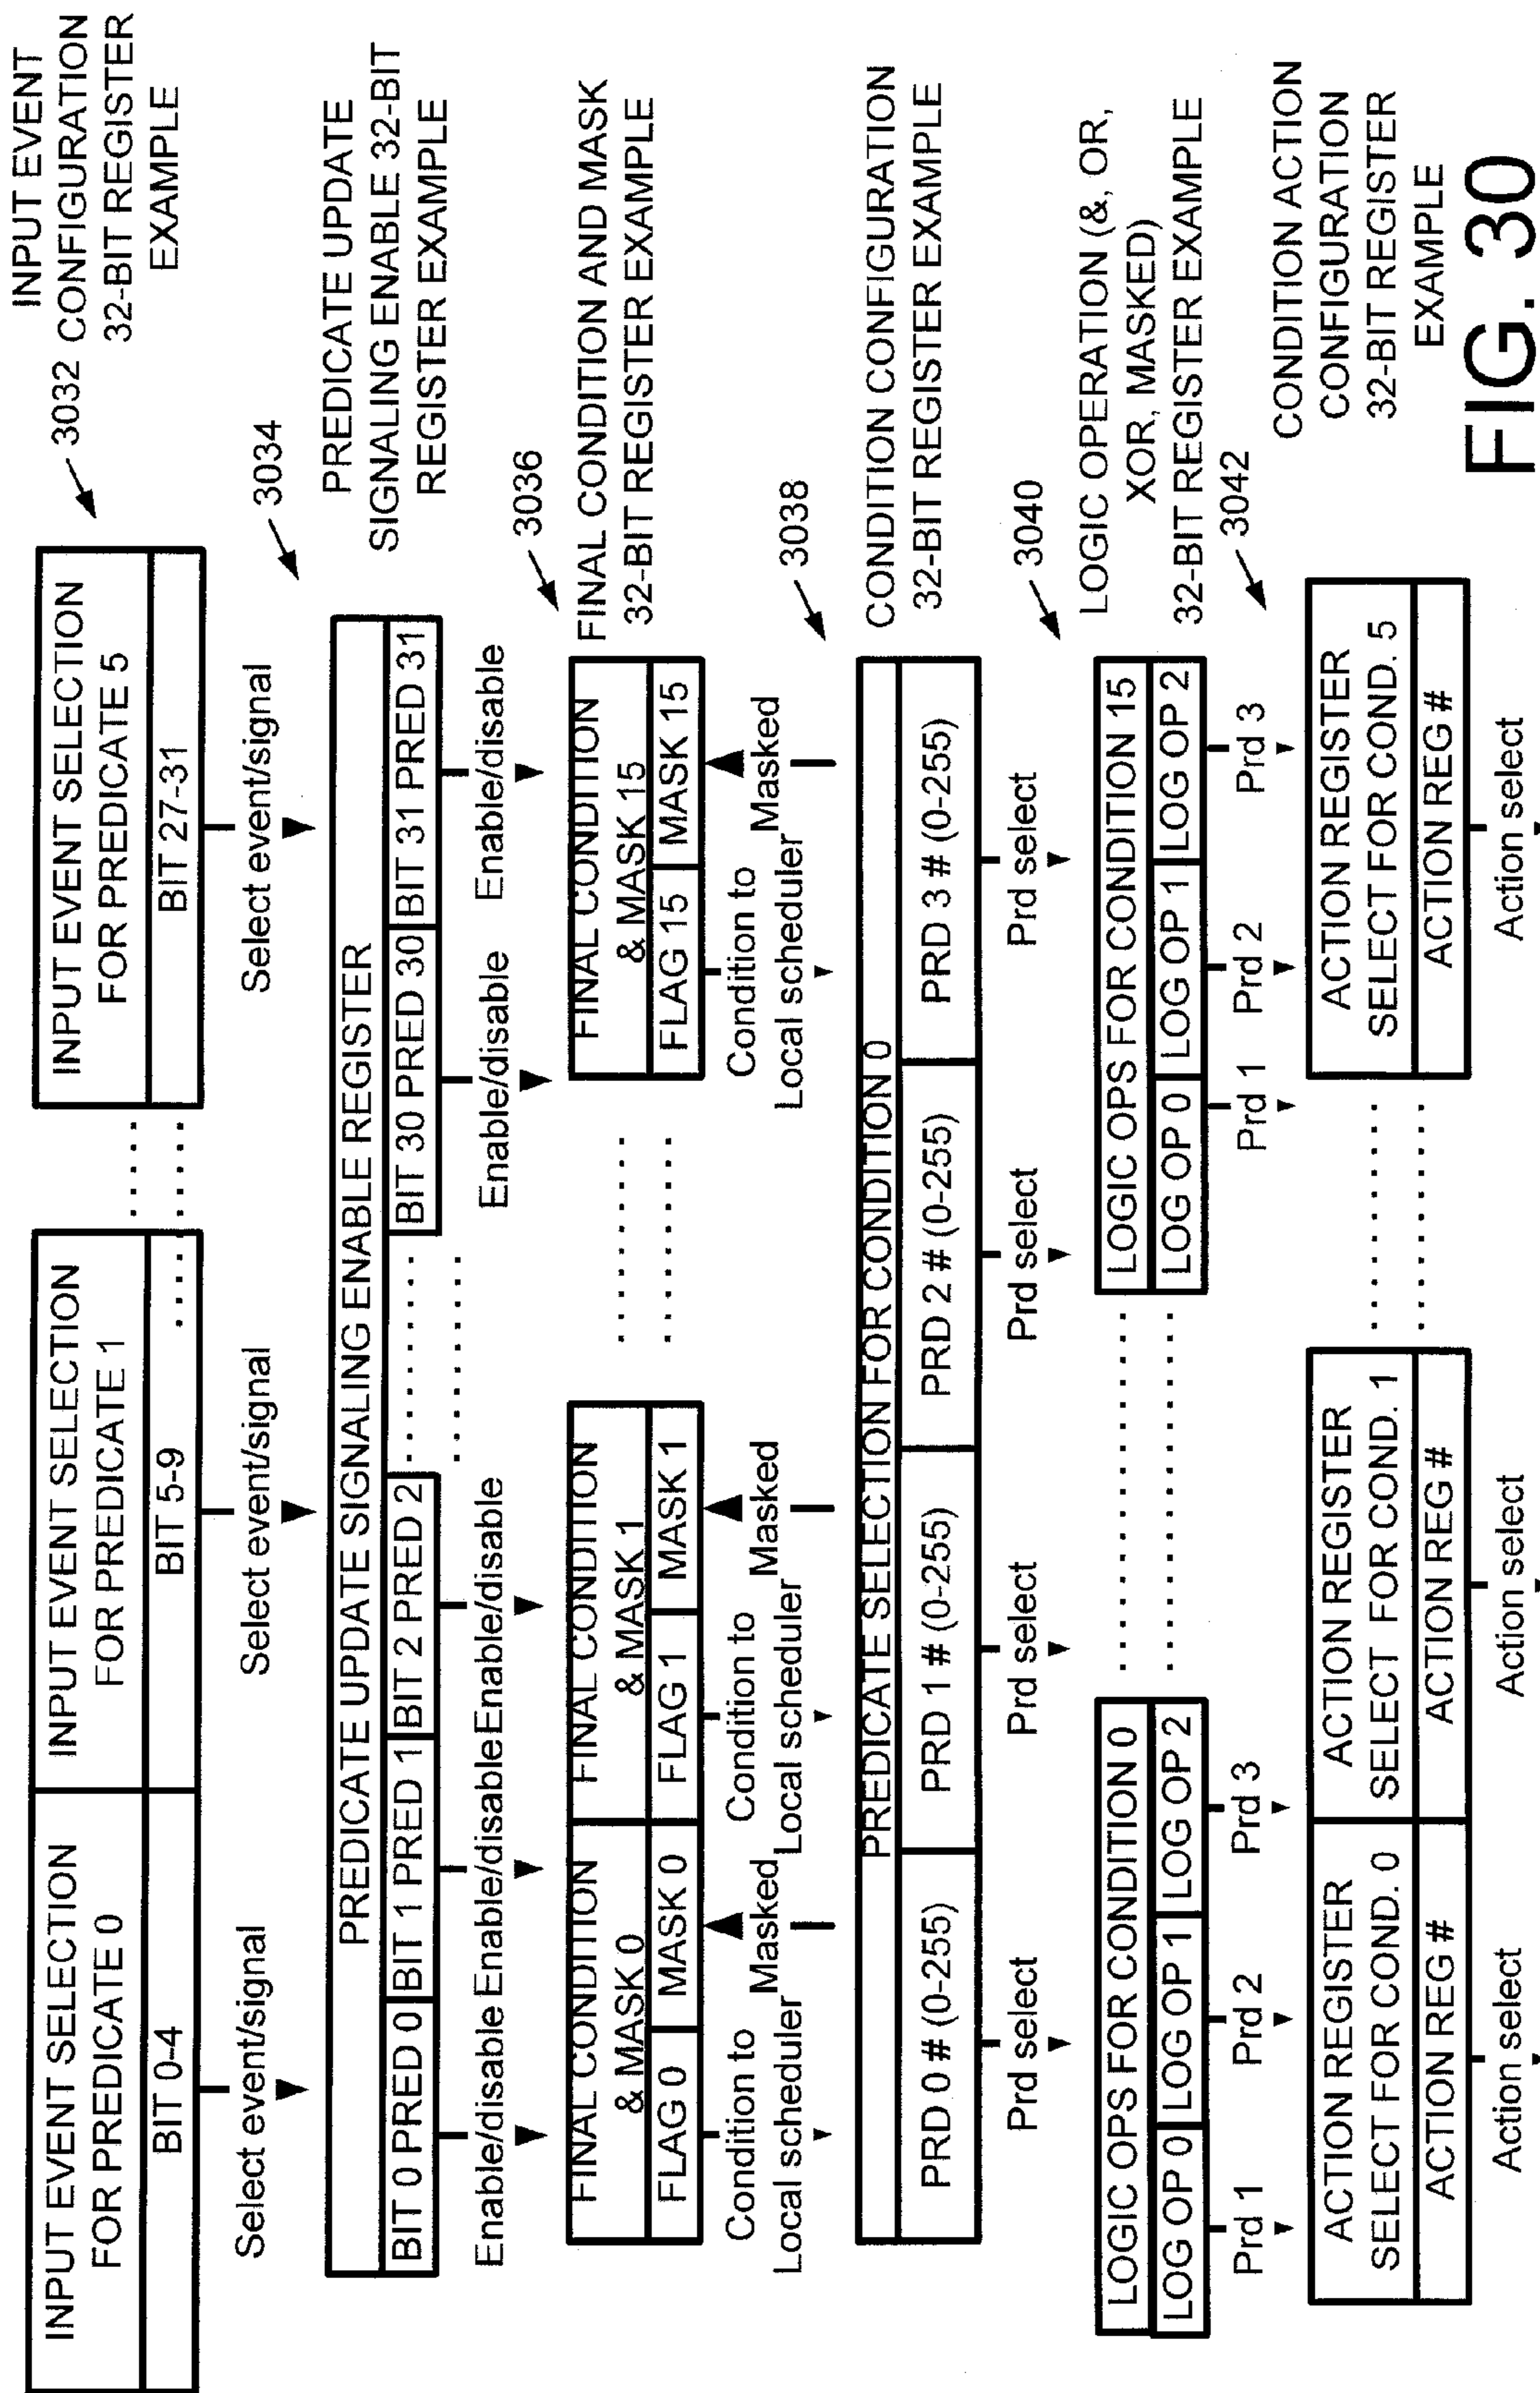 INPUT EVENT SELECTION
FOR PREDICATE 0
BIT 0-4
Select event/signal
INPUT EVENT SELECTION
FOR PREDICATE 1
BIT 5-9
Select event/signal
INPUT EVENT SELECTION
FOR PREDICATE 5
BIT 27-31
Select event/signal
3032
INPUT EVENT
CONFIGURATION
32-BIT REGISTER
EXAMPLE
PREDICATE UPDATE SIGNALING ENABLE REGISTER
BIT 0 PRED 0
BIT 1 PRED 1
BIT 2 PRED 2
BIT 30 PRED 30
BIT 31 PRED 31
Enable/disable
Enable/disable
Enable/disable
Enable/disable
Enable/disable
3034
PREDICATE UPDATE
SIGNALING ENABLE 32-BIT
REGISTER EXAMPLE
FINAL CONDITION
& MASK 0
FLAG 0
MASK 0
Condition to
Local scheduler
Masked
FINAL CONDITION
& MASK 1
FLAG 1
MASK 1
Condition to
Local scheduler
Masked
FINAL CONDITION
& MASK 15
FLAG 15
MASK 15
Condition to
Local scheduler
Masked
3036
FINAL CONDITION AND MASK
32-BIT REGISTER EXAMPLE
PREDICATE SELECTION FOR CONDITION 0
PRD 0 # (0-255)
PRD 1 # (0-255)
PRD 2 # (0-255)
PRD 3 # (0-255)
Prd select
Prd select
Prd select
Prd select
3038
CONDITION CONFIGURATION
32-BIT REGISTER EXAMPLE
LOGIC OPS FOR CONDITION 0
LOG OP 0
LOG OP 1
LOG OP 2
Prd 1
Prd 2
Prd 3
LOGIC OPS FOR CONDITION 15
LOG OP 0
LOG OP 1
LOG OP 2
Prd 1
Prd 2
Prd 3
3040
LOGIC OPERATION (&, OR,
XOR, MASKED)
32-BIT REGISTER EXAMPLE
ACTION REGISTER
SELECT FOR COND. 0
ACTION REG #
Action select
ACTION REGISTER
SELECT FOR COND. 1
ACTION REG #
Action select
ACTION REGISTER
SELECT FOR COND. 5
ACTION REG #
Action select
3042
CONDITION ACTION
CONFIGURATION
32-BIT REGISTER
EXAMPLE
FIG. 30